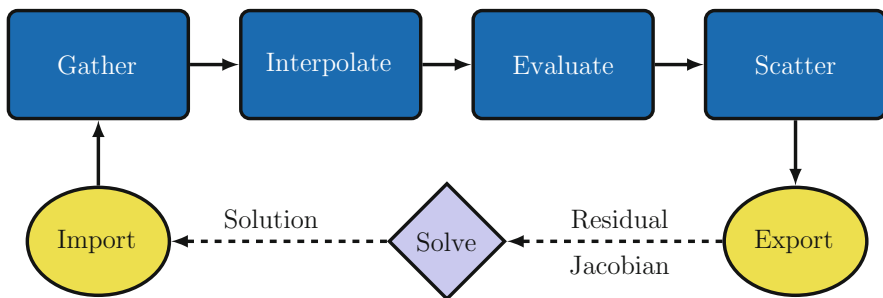 Gather
Interpolate
Evaluate
Scatter
Import
Solution
Solve
Residual
Jacobian
Export